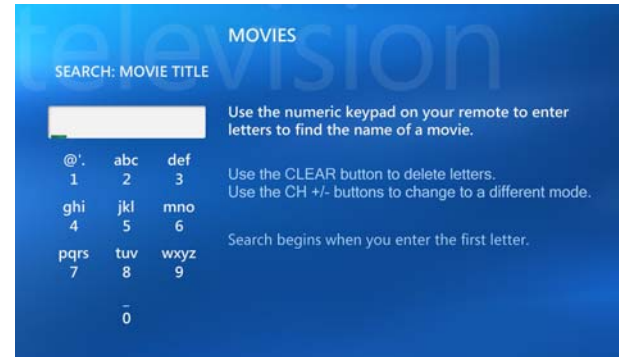 television
MOVIES
SEARCH: MOVIE TITLE
Use the numeric keypad on your remote to enter
letters to find the name of a movie.
@'. abc def
1 2 3
Use the CLEAR button to delete letters.
Use the CH +/- buttons to change to a different mode.
ghi jkl mno
4 5 6
Search begins when you enter the first letter.
pqrs tuv wxyz
7 8 9
_
0